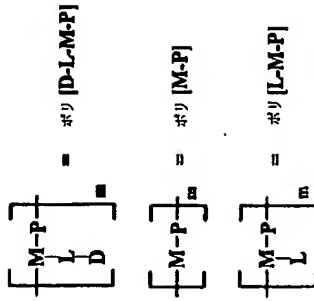 [M-P-L-D]m = ポリ [D-L-M-P]
[M-P]m = ポリ [M-P]
[M-P-L]m = ポリ [L-M-P]